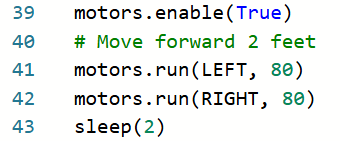 39 motors.enable(True)
40 # Move forward 2 feet
41 motors.run(LEFT, 80)
42 motors.run(RIGHT, 80)
43 sleep(2)